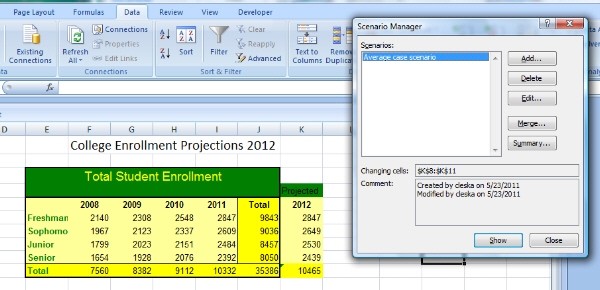 Page Layout Formulas Data Review View Developer
Existing Connections
Refresh All
Connections
Properties
Edit Links
Connections
Sort
Filter
Clear
Reapply
Advanced
Sort & Filter
Text to Columns
Remov Duplica
fx
D E F G H I J K
College Enrollment Projections 2012
Total Student Enrollment
Projected
2008 2009 2010 2011 Total 2012
Freshman 2140 2308 2548 2847 9843 2847
Sophomo 1967 2123 2337 2609 9036 2649
Junior 1799 2023 2151 2484 8457 2530
Senior 1654 1928 2076 2392 8050 2439
Total 7560 8382 9112 10332 35386 10465
Scenario Manager
Scenarios:
Average case scenario
Add...
Delete
Edit...
Merge...
Summary...
Changing cells: $K$8:$K$11
Comment: Created by cleska on 5/23/2011
Modified by cleska on 5/23/2011
Show Close